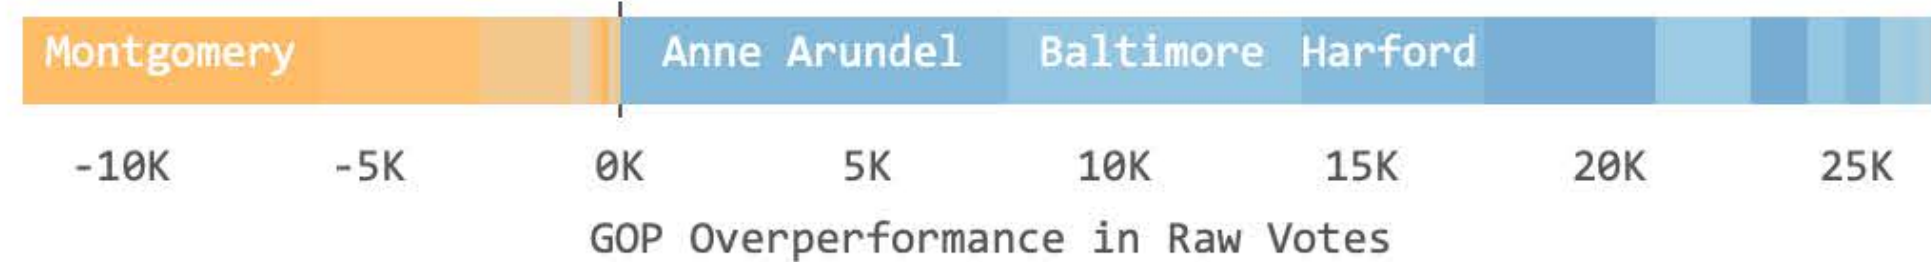 Montgomery Anne Arundel Baltimore Harford
-10K -5K 0K 5K 10K 15K 20K 25K
GOP Overperformance in Raw Votes